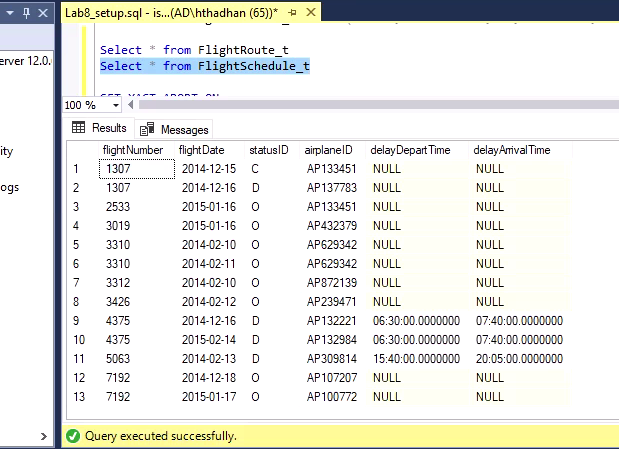 Lab8_setup.sql - is...(AD\hthadhan (65))*
Select * from FlightRoute_t
erver 12.0.
Select * from FlightSchedule_t
SET XACT_ABORT ON
100 %
Results Messages
flightNumber flightDate statusID airplaneID delayDepartTime delayArrivalTime
ity
1 1307 2014-12-15 C AP133451 NULL NULL
ogs
2 1307 2014-12-16 D AP137783 NULL NULL
3 2533 2015-01-16 O AP133451 NULL NULL
4 3019 2015-01-16 O AP432379 NULL NULL
5 3310 2014-02-10 O AP629342 NULL NULL
6 3310 2014-02-11 O AP629342 NULL NULL
7 3312 2014-02-10 O AP872139 NULL NULL
8 3426 2014-02-12 O AP239471 NULL NULL
9 4375 2014-12-16 D AP132221 06:30:00.0000000 07:40:00.0000000
10 4375 2015-02-14 D AP132984 06:30:00.0000000 07:40:00.0000000
11 5063 2014-02-13 D AP309814 15:40:00.0000000 20:05:00.0000000
12 7192 2014-12-18 O AP107207 NULL NULL
13 7192 2015-01-17 O AP100772 NULL NULL
Query executed successfully.